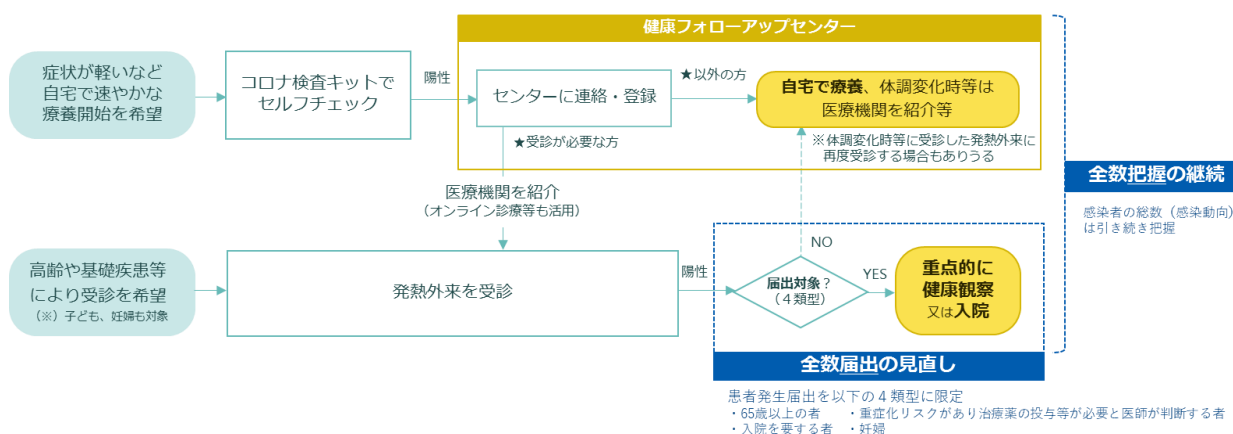 健康フォローアップセンター
症状が軽いなど
自宅で速やかな
療養開始を希望
コロナ検査キットで
セルフチェック
陽性
センターに連絡・登録
★以外の方
自宅で療養、体調変化時等は
医療機関を紹介等
★受診が必要な方
※体調変化時等に受診した発熱外来に
再度受診する場合もありうる
医療機関を紹介
（オンライン診療等も活用）
全数把握の継続
感染者の総数（感染動向）
は引き続き把握
高齢や基礎疾患等
により受診を希望
（※）子ども、妊婦も対象
発熱外来を受診
陽性
届出対象？
（４類型）
NO
YES
重点的に
健康観察
又は入院
全数届出の見直し
患者発生届出を以下の４類型に限定
・65歳以上の者　・重症化リスクがあり治療薬の投与等が必要と医師が判断する者
・入院を要する者　・妊婦